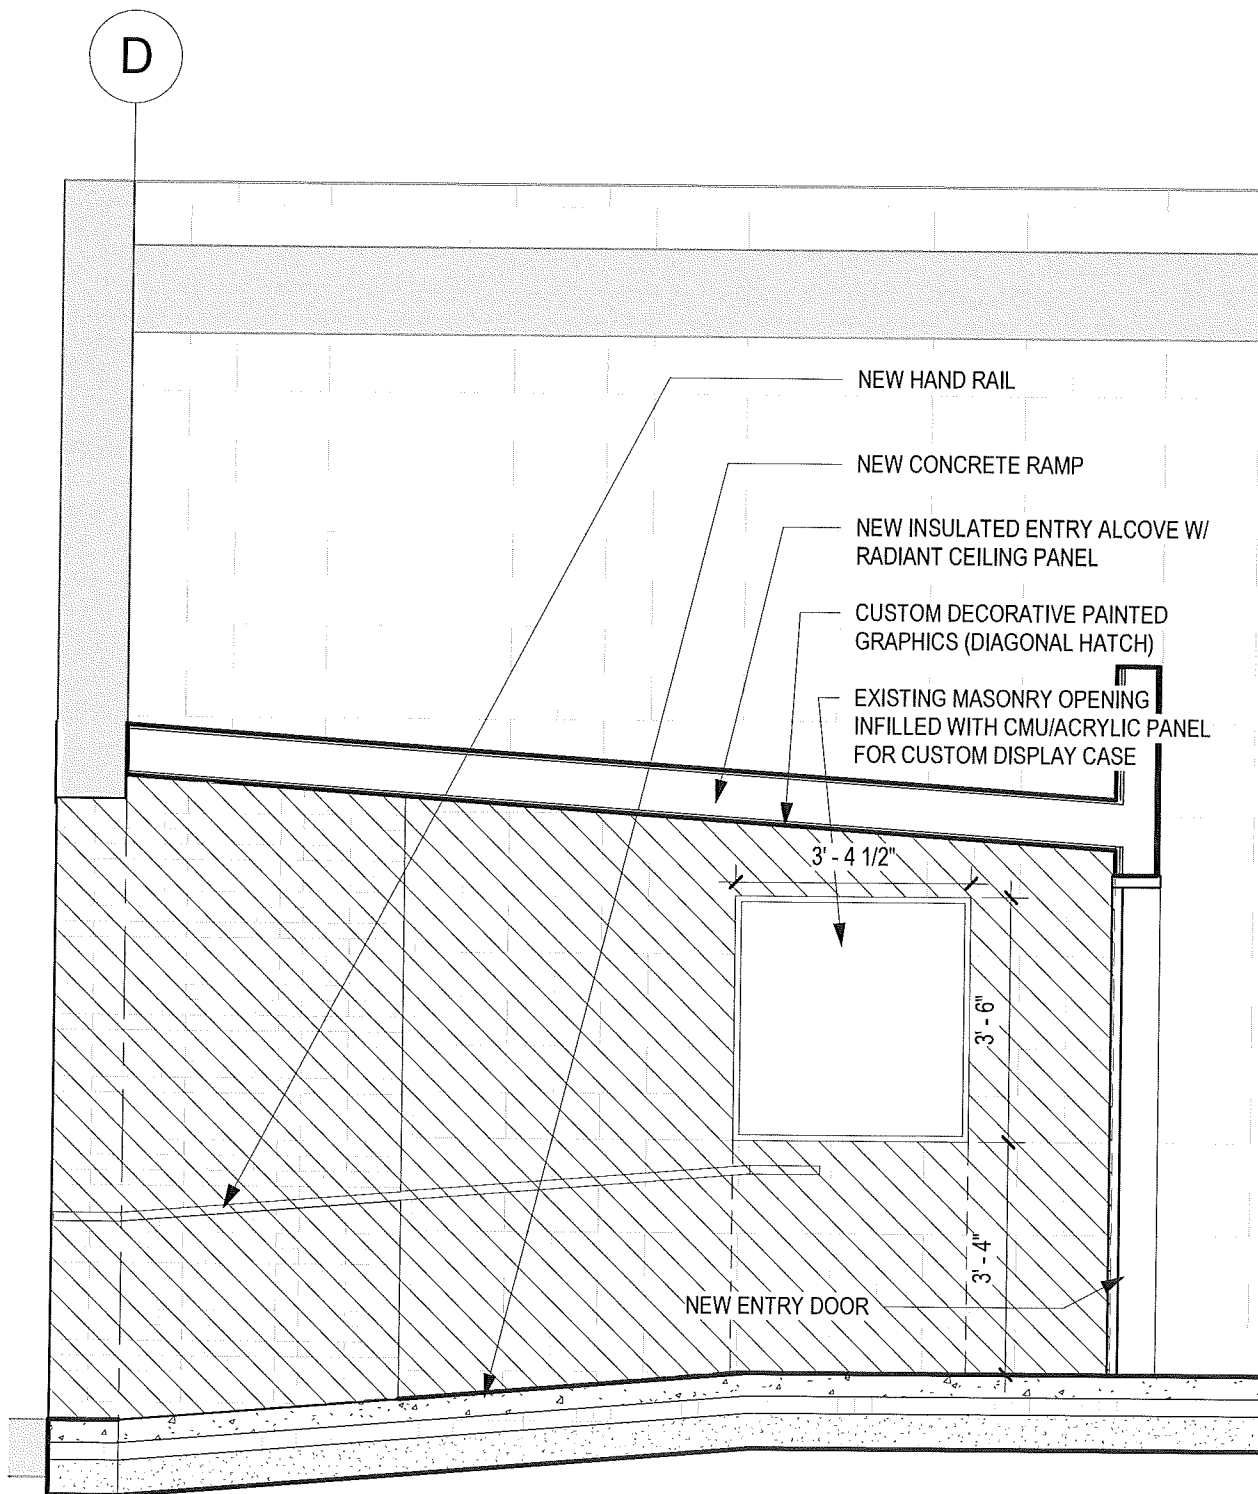 D
NEW HAND RAIL
NEW CONCRETE RAMP
NEW INSULATED ENTRY ALCOVE W/
RADIANT CEILING PANEL
CUSTOM DECORATIVE PAINTED
GRAPHICS (DIAGONAL HATCH)
EXISTING MASONRY OPENING
INFILLED WITH CMU/ACRYLIC PANEL
FOR CUSTOM DISPLAY CASE
3' - 4 1/2"
3' - 6"
3' - 4"
NEW ENTRY DOOR